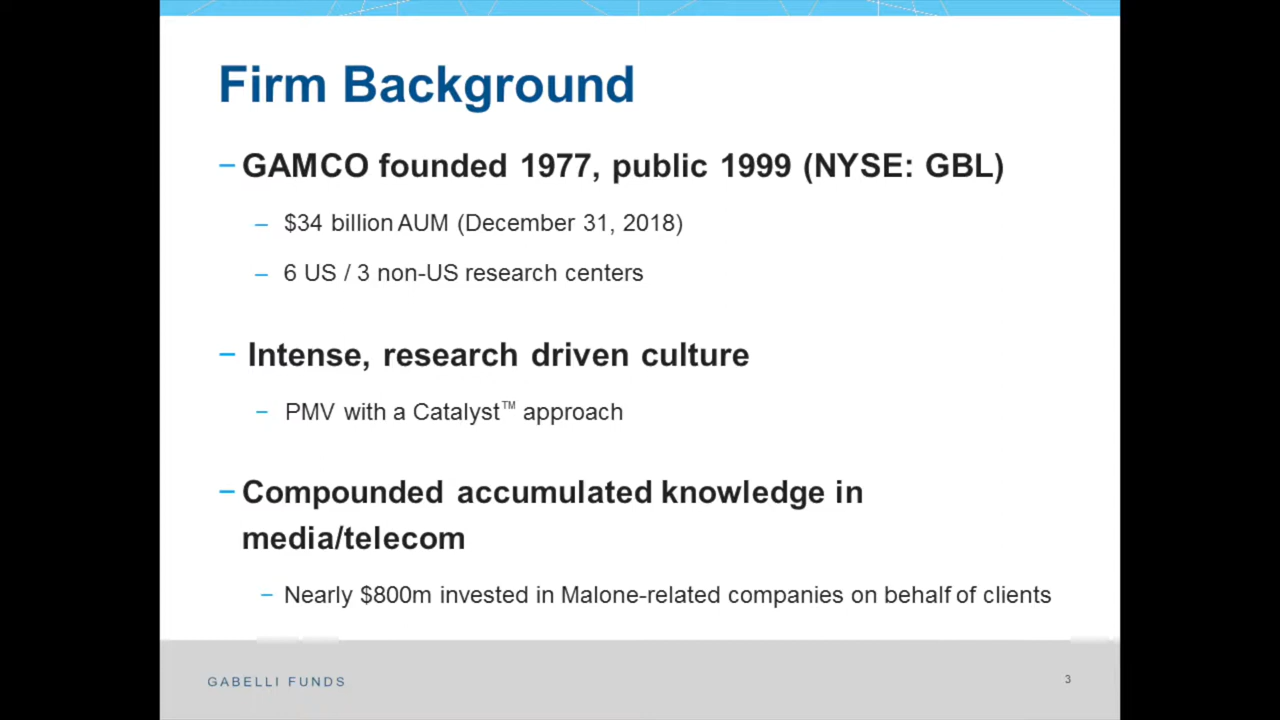 Firm Background
– GAMCO founded 1977, public 1999 (NYSE: GBL)
– $34 billion AUM (December 31, 2018)
– 6 US / 3 non-US research centers
– Intense, research driven culture
– PMV with a Catalyst™ approach
– Compounded accumulated knowledge in
media/telecom
– Nearly $800m invested in Malone-related companies on behalf of clients
GABELLI FUNDS
3